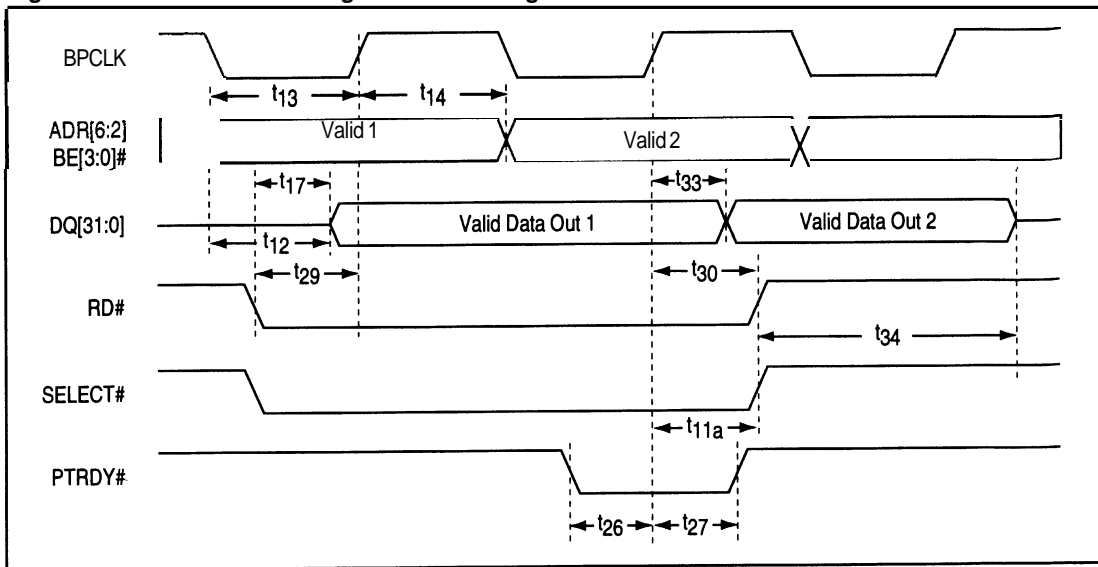 BPCLK
t13
t14
ADR[6:2]
BE[3:0]#
Valid 1
Valid 2
t17
t33
DQ[31:0]
Valid Data Out 1
Valid Data Out 2
t12
t29
t30
RD#
t34
SELECT#
t11a
PTRDY#
t26
t27